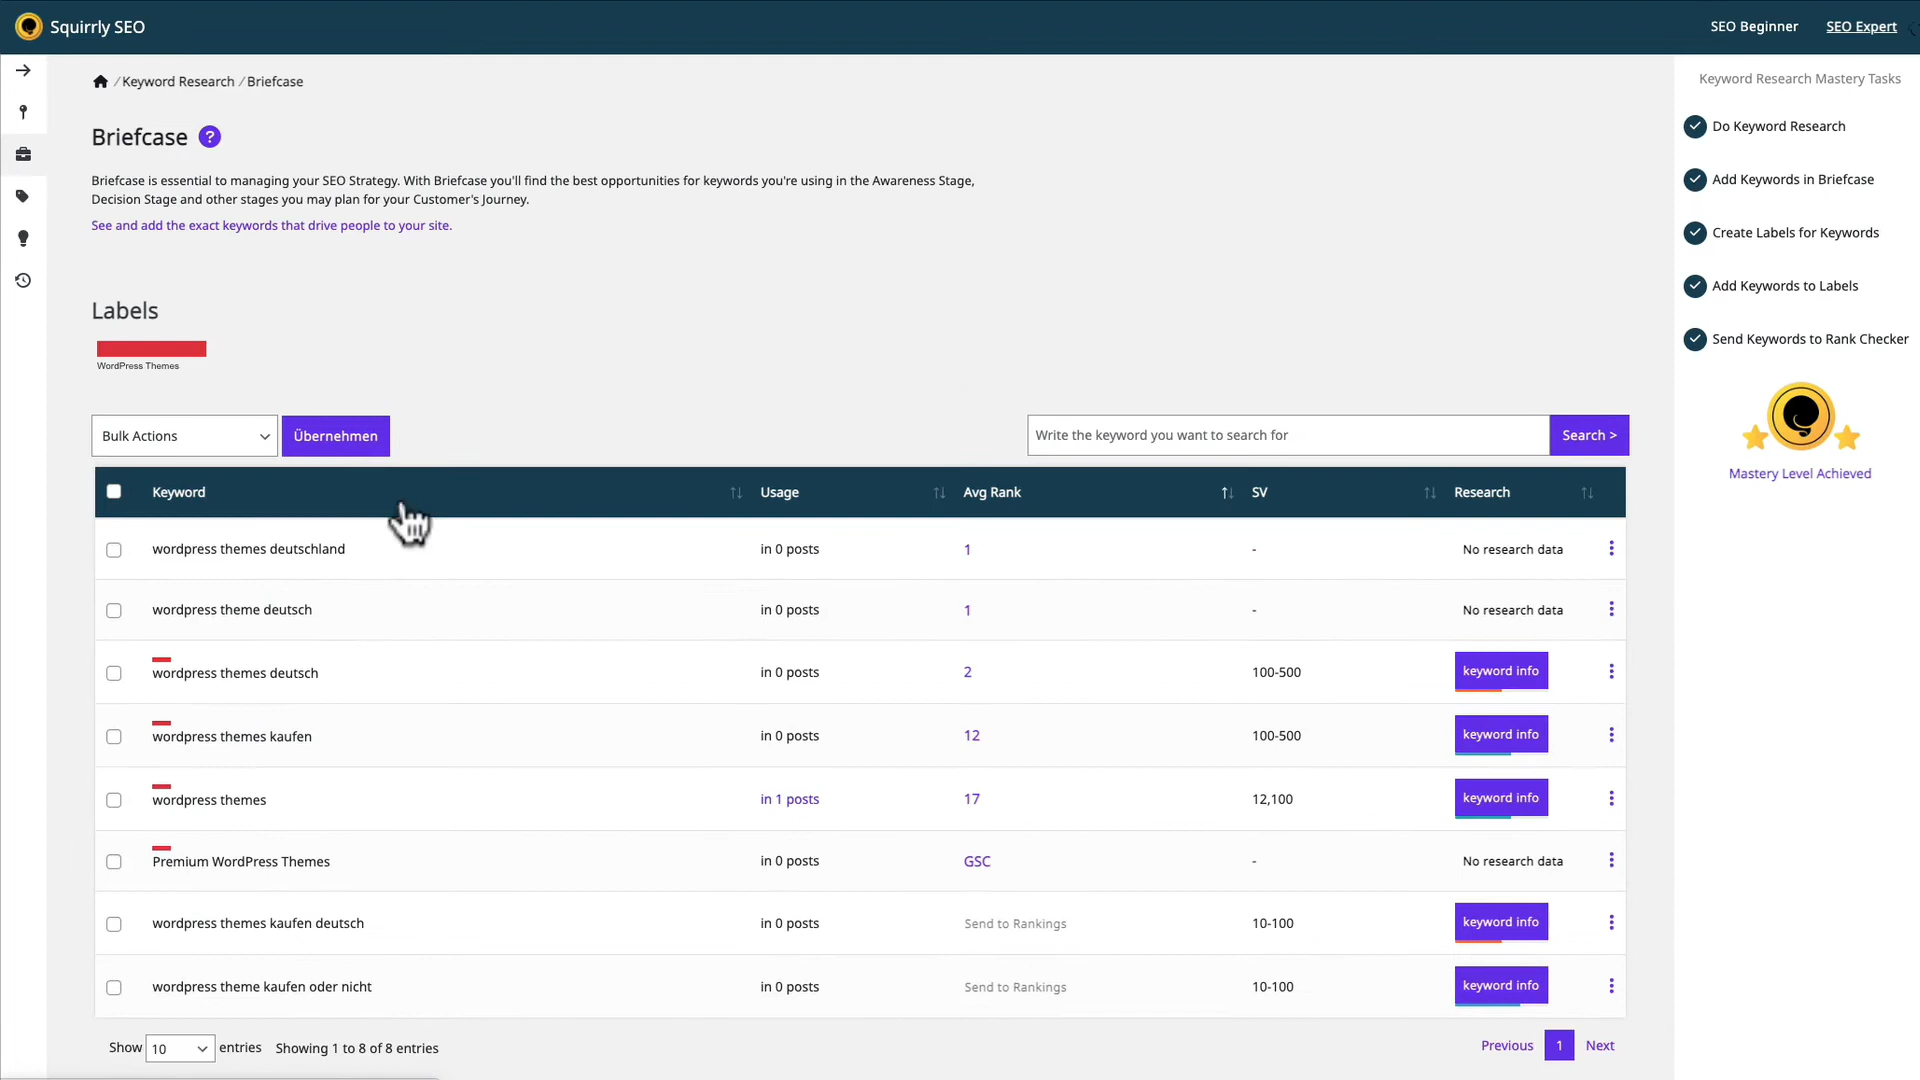 Squirrly SEO
SEO Beginner
SEO Expert
/ Keyword Research / Briefcase
Briefcase ?
Briefcase is essential to managing your SEO Strategy. With Briefcase you'll find the best opportunities for keywords you're using in the Awareness Stage,
Decision Stage and other stages you may plan for your Customer's Journey.
See and add the exact keywords that drive people to your site.
Labels
WordPress Themes
Bulk Actions
Übernehmen
Write the keyword you want to search for
Search >
Keyword Usage Avg Rank SV Research
wordpress themes deutschland in 0 posts 1 - No research data
wordpress theme deutsch in 0 posts 1 - No research data
wordpress themes deutsch in 0 posts 2 100-500 keyword info
wordpress themes kaufen in 0 posts 12 100-500 keyword info
wordpress themes in 1 posts 17 12,100 keyword info
Premium WordPress Themes in 0 posts GSC - No research data
wordpress themes kaufen deutsch in 0 posts Send to Rankings 10-100 keyword info
wordpress theme kaufen oder nicht in 0 posts Send to Rankings 10-100 keyword info
Show 10 entries Showing 1 to 8 of 8 entries
Previous 1 Next
Keyword Research Mastery Tasks
Do Keyword Research
Add Keywords in Briefcase
Create Labels for Keywords
Add Keywords to Labels
Send Keywords to Rank Checker
Mastery Level Achieved